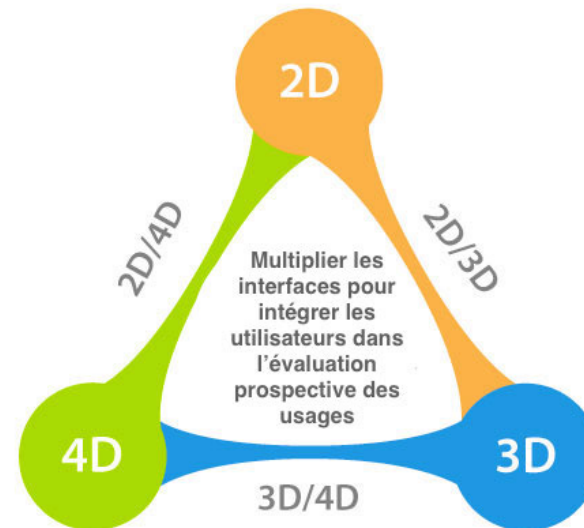 2D
2D/4D
2D/3D
Multiplier les
interfaces pour
intégrer les
utilisateurs dans
l'évaluation
prospective des
usages
4D
3D
3D/4D